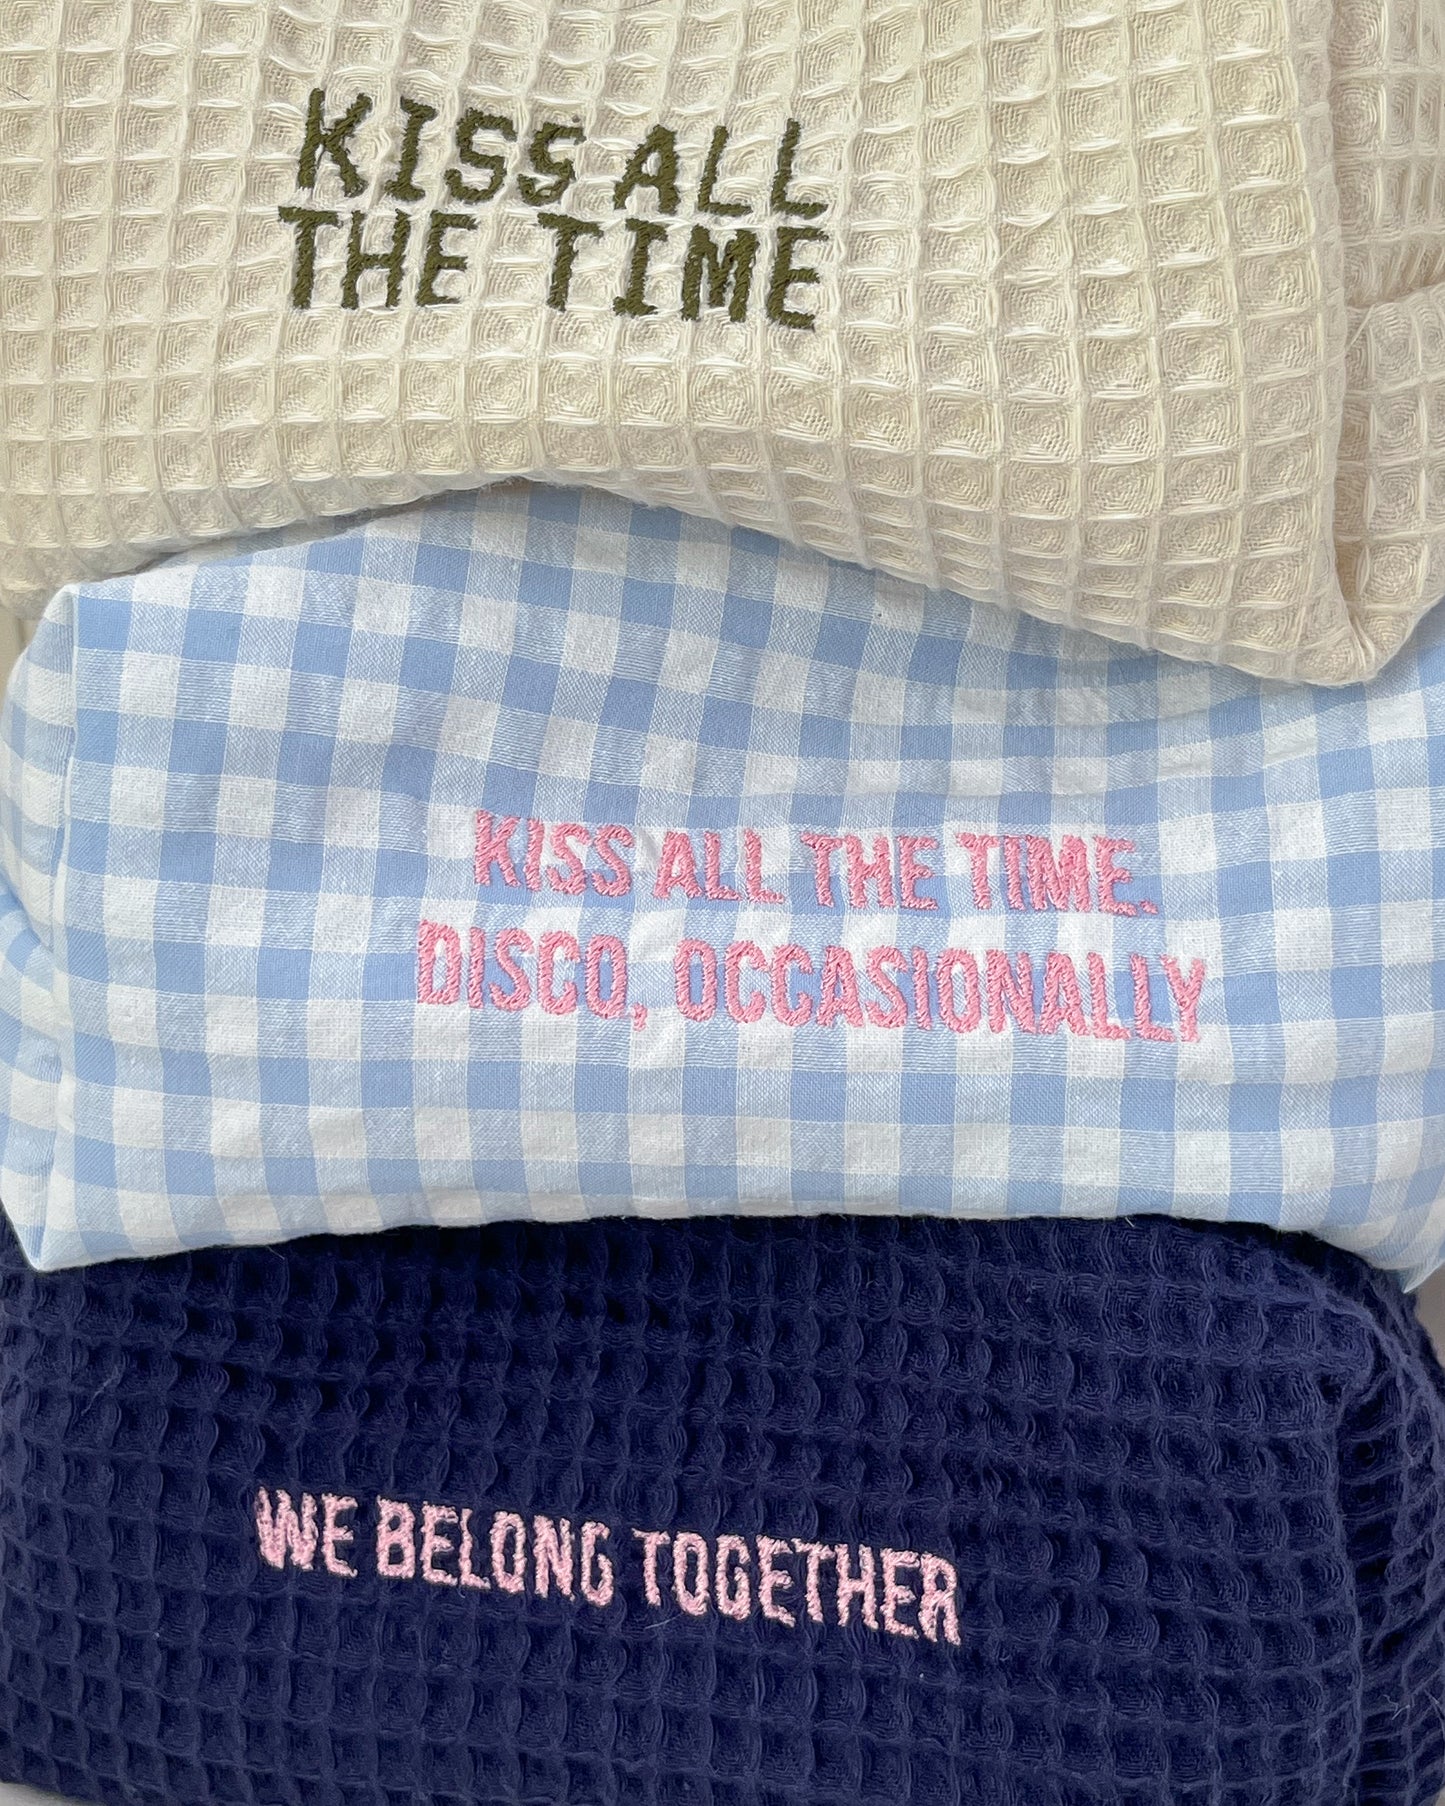 KISS ALL
THE TIME
KISS ALL THE TIME.
DISCO, OCCASIONALLY
WE BELONG TOGETHER